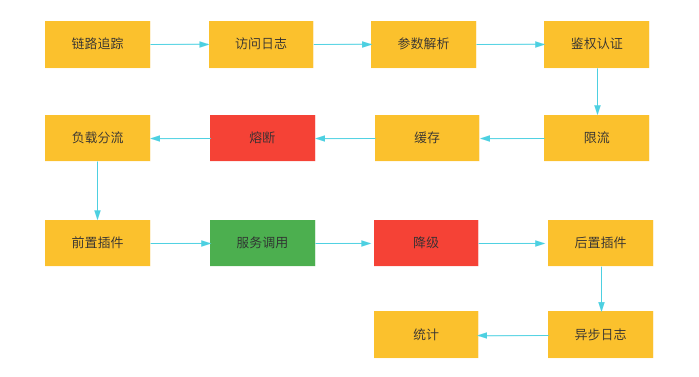 链路追踪
访问日志
参数解析
鉴权认证
负载分流
熔断
缓存
限流
前置插件
服务调用
降级
后置插件
统计
异步日志